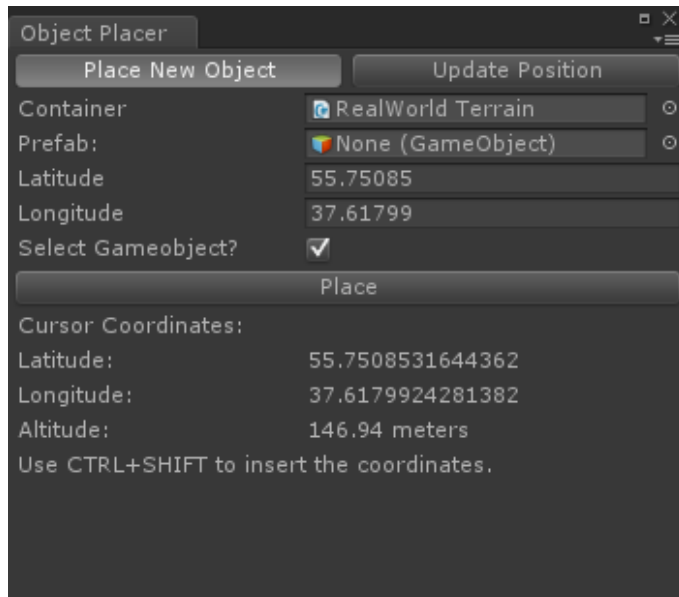 Object Placer
Place New Object Update Position
Container RealWorld Terrain
Prefab: None (GameObject)
Latitude 55.75085
Longitude 37.61799
Select Gameobject?
Place
Cursor Coordinates:
Latitude: 55.7508531644362
Longitude: 37.6179924281382
Altitude: 146.94 meters
Use CTRL+SHIFT to insert the coordinates.